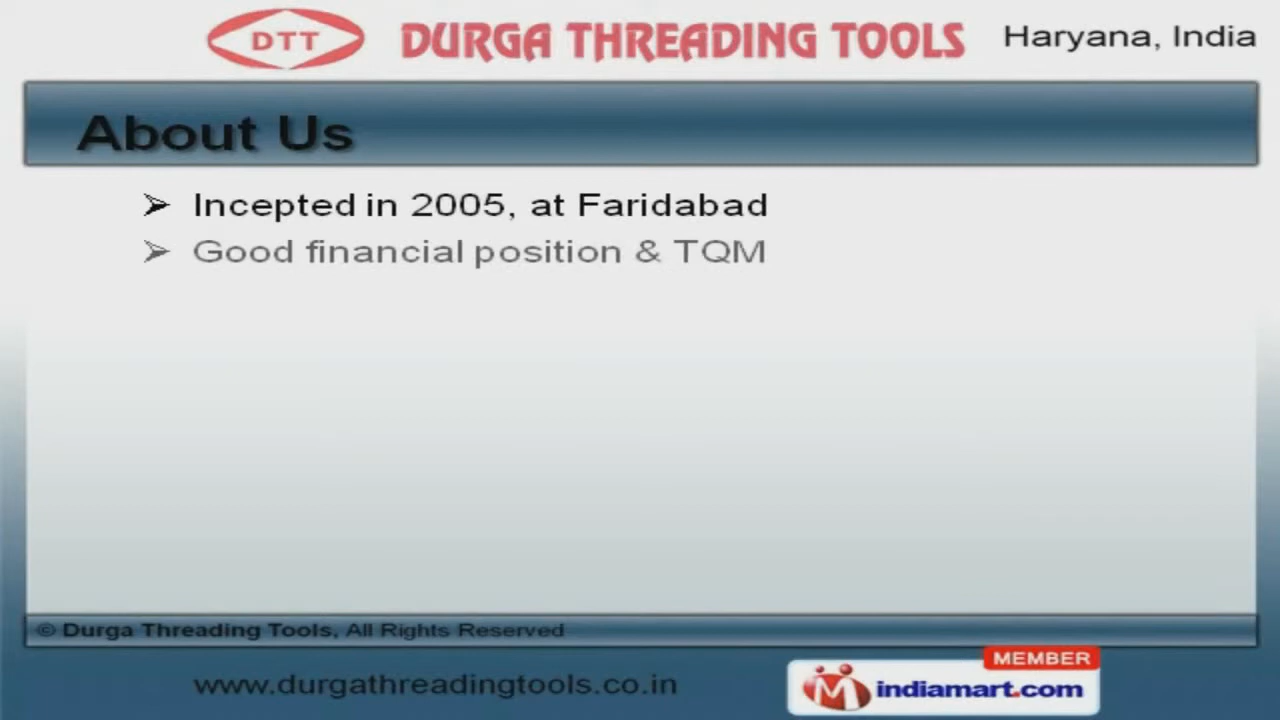 DTT
DURGA THREADING TOOLS
Haryana, India
About Us
➢ Incepted in 2005, at Faridabad
➢ Good financial position & TQM
© Durga Threading Tools, All Rights Reserved
www.durgathreadingtools.co.in
MEMBER
indiamart.com